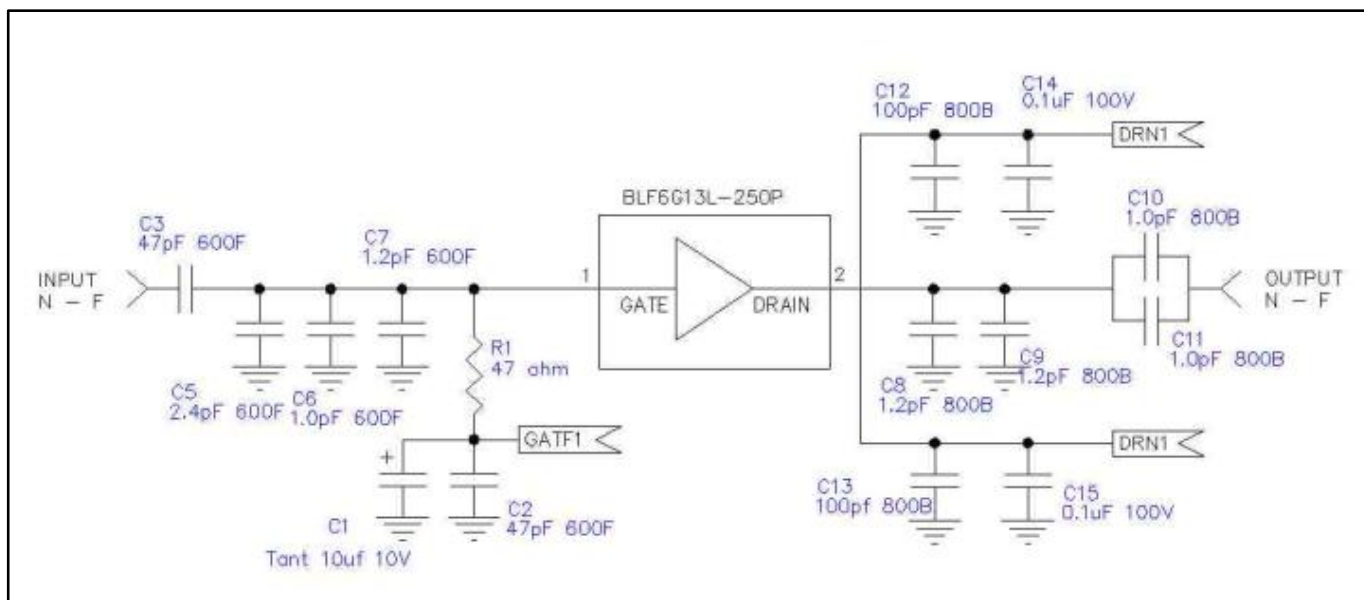 C12
100pF 800B
C14
0.1uF 100V
DRN1
BLF6G13L-250P
C3
47pF 600F
C7
1.2pF 600F
C10
1.0pF 800B
INPUT
N - F
1
GATE
DRAIN
2
OUTPUT
N - F
R1
47 ohm
C5
2.4pF 600F
C6
1.0pF 600F
C8
1.2pF 800B
C9
1.2pF 800B
C11
1.0pF 800B
GATF1
DRN1
+
C1
Tant 10uf 10V
C2
47pF 600F
C13
100pf 800B
C15
0.1uF 100V